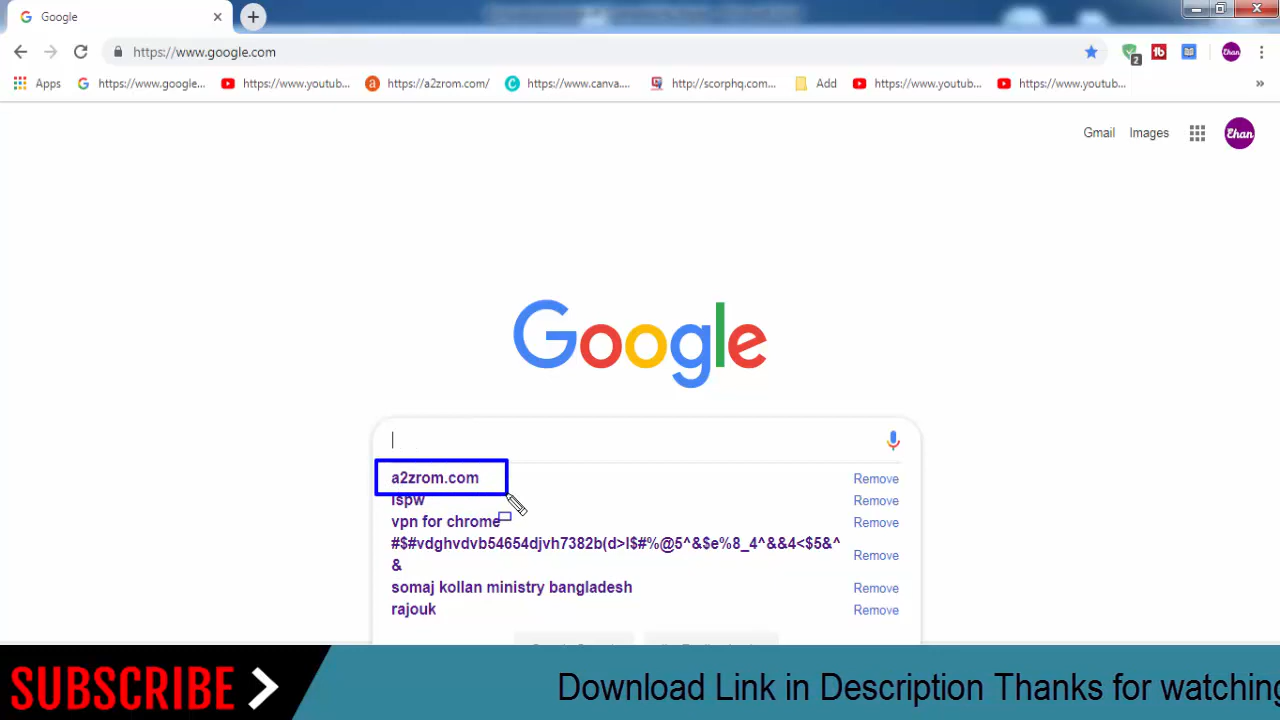 Google
https://www.google.com
2
Ehan
Apps https://www.google... https://www.youtub... https://a2zrom.com/ https://www.canva.... http://scorphq.com... Add https://www.youtub... https://www.youtub... »
Gmail Images Ehan
Google
a2zrom.com Remove
ispw Remove
vpn for chrome Remove
#$#vdghvdvb54654djvh7382b(d>l$#%@5^&$e%8_4^&&4<$5&^ Remove
&
somaj kollan ministry bangladesh Remove
rajouk Remove
SUBSCRIBE Download Link in Description Thanks for watching